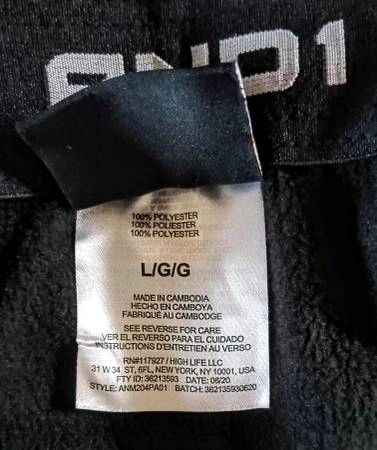 AND1
100% POLYESTER
100% POLIESTER
100% POLYESTER
L/G/G
MADE IN CAMBODIA
HECHO EN CAMBOYA
FABRIQUÉ AU CAMBODGE
SEE REVERSE FOR CARE
VER EL REVERSO PARA EL CUIDADO
INSTRUCTIONS D'ENTRETIEN AU VERSO
RN#117927 / HIGH LIFE LLC
31 W 34 ST, 6FL, NEW YORK, NY 10001, USA
FTY ID: 36213593 DATE: 06/20
STYLE: ANM204PA01 BATCH: 362135930620